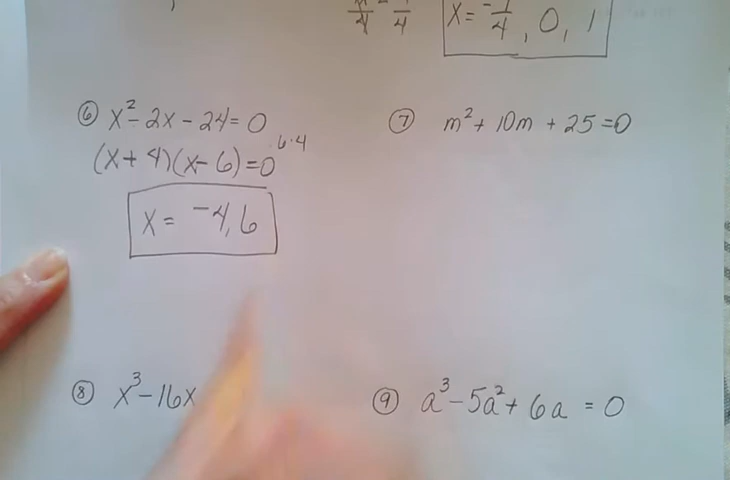 x = -1/4, 0, 1
⑥ x² - 2x - 24 = 0
6·4
(x + 4)(x - 6) = 0
x = -4, 6
⑦ m² + 10m + 25 = 0
⑧ x³ - 16x
⑨ a³ - 5a² + 6a = 0